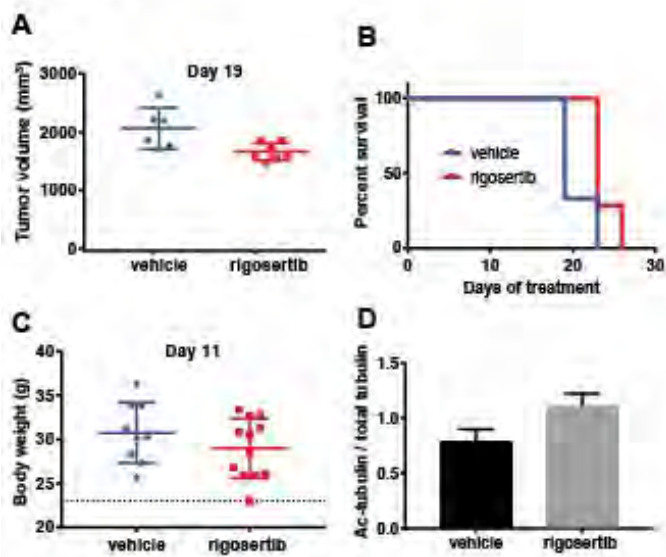 A
Day 19
Tumor volume (mm³)
3000
2000
1000
0
vehicle
rigosertib
B
Percent survival
100
50
0
vehicle
rigosertib
0
10
20
30
Days of treatment
C
Day 11
Body weight (g)
40
35
30
25
20
vehicle
rigosertib
D
Ac-tubulin / total tubulin
1.5
1.0
0.5
0.0
vehicle
rigosertib